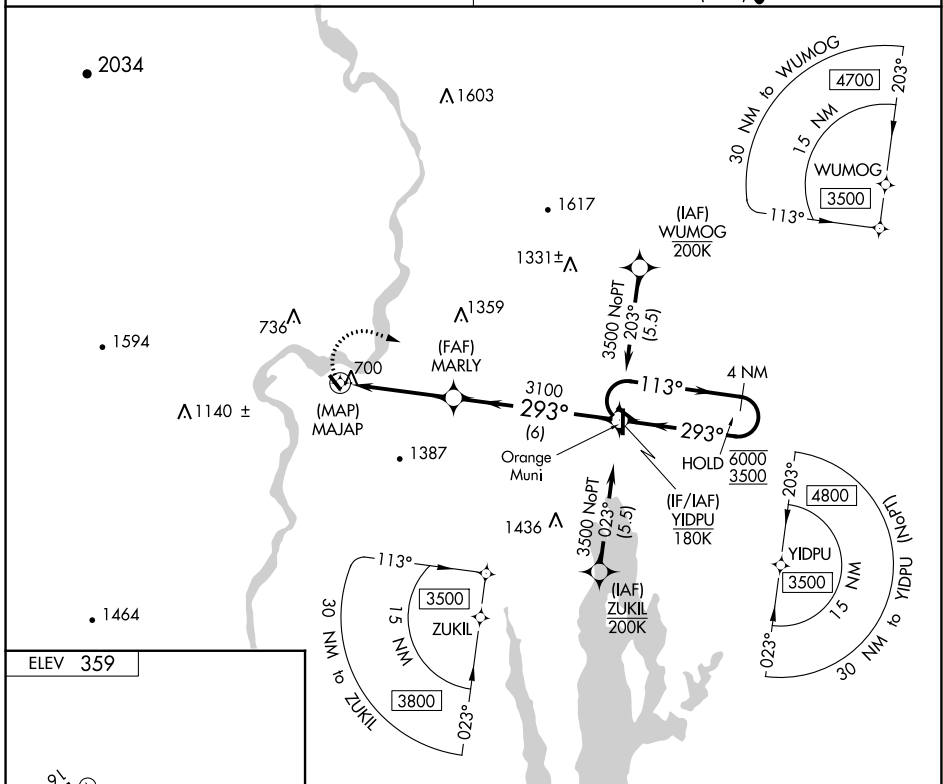 2034
1603
1617
1331±
1359
736
1594
700
1140 ±
1387
1436
1464
(IAF)
WUMOG
200K
3500 NoPT
203°
(5.5)
(FAF)
MARLY
(MAP)
MAJAP
3100
293°
(6)
Orange
Muni
113°
4 NM
293°
HOLD
6000
3500
(IF/IAF)
YIDPU
180K
3500 NoPT
023°
(5.5)
(IAF)
ZUKIL
200K
30 NM to WUMOG
4700
203°
15 NM
WUMOG
3500
113°
203°
4800
YIDPU
3500
15 NM
023°
30 NM to YIDPU (NoPT)
113°
3500
ZUKIL
15 NM
3800
30 NM to ZUKIL
023°
ELEV 359
16